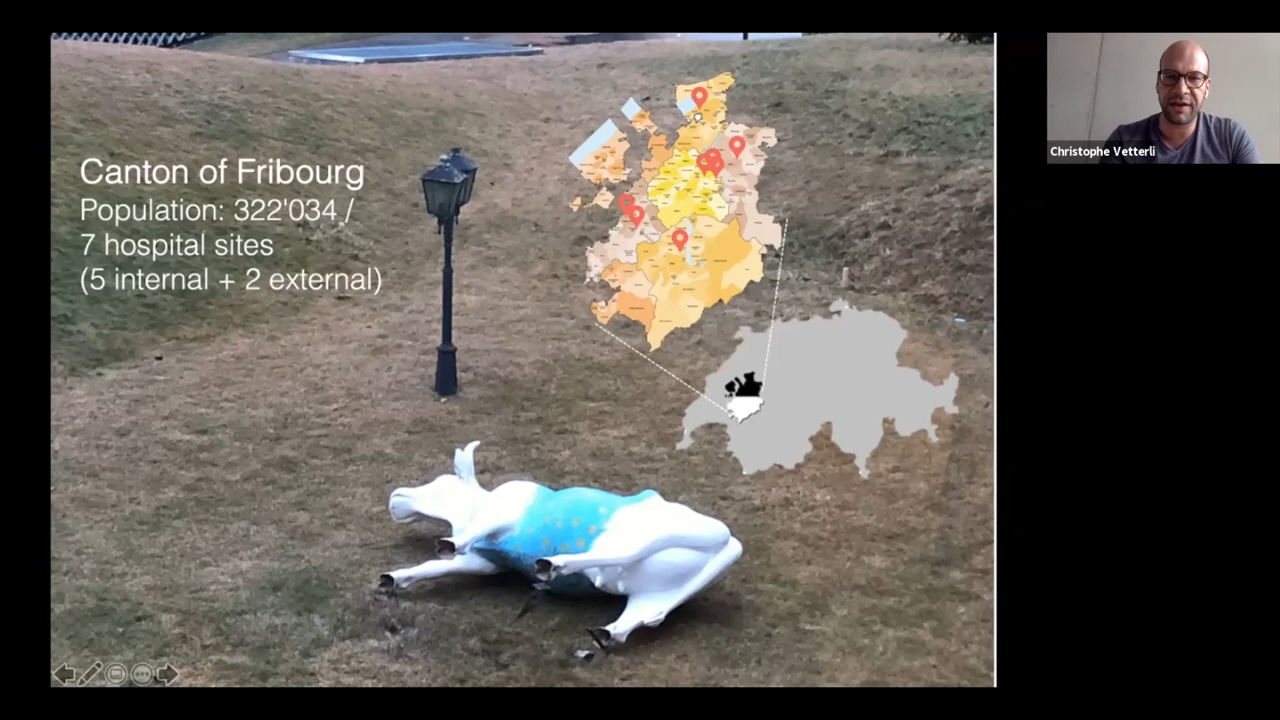 Canton of Fribourg
Population: 322'034 /
7 hospital sites
(5 internal + 2 external)
Christophe Vetterli